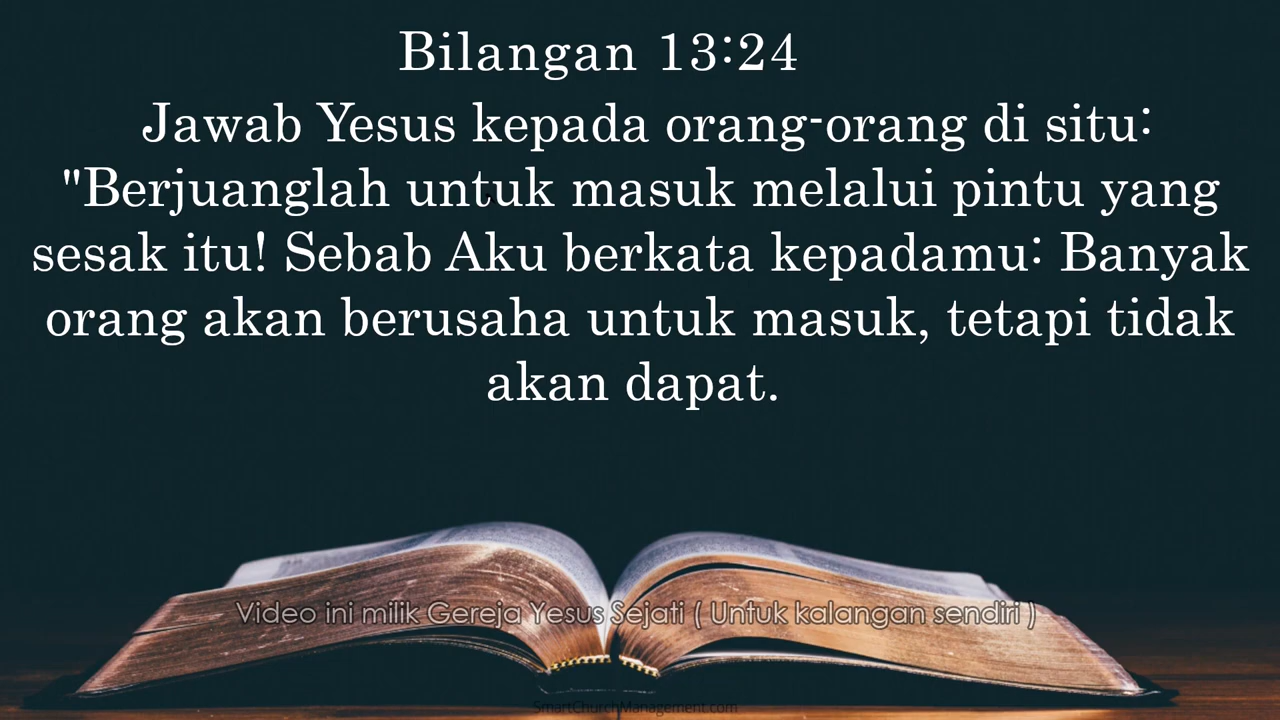 Bilangan 13:24
Jawab Yesus kepada orang-orang di situ:
"Berjuanglah untuk masuk melalui pintu yang
sesak itu! Sebab Aku berkata kepadamu: Banyak
orang akan berusaha untuk masuk, tetapi tidak
akan dapat.
Video ini milik Gereja Yesus Sejati ( Untuk kalangan sendiri )
SmartChurchManagement.com